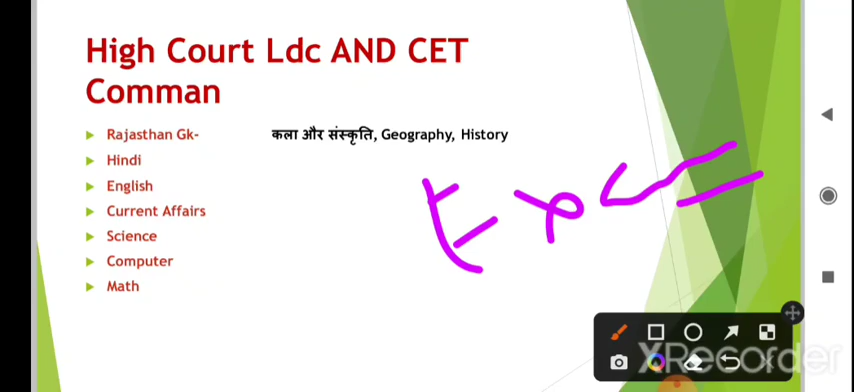 High Court Ldc AND CET
Comman
Rajasthan Gk- कला और संस्कृति, Geography, History
Hindi
English
Current Affairs
Science
Computer
Math
XRecorder